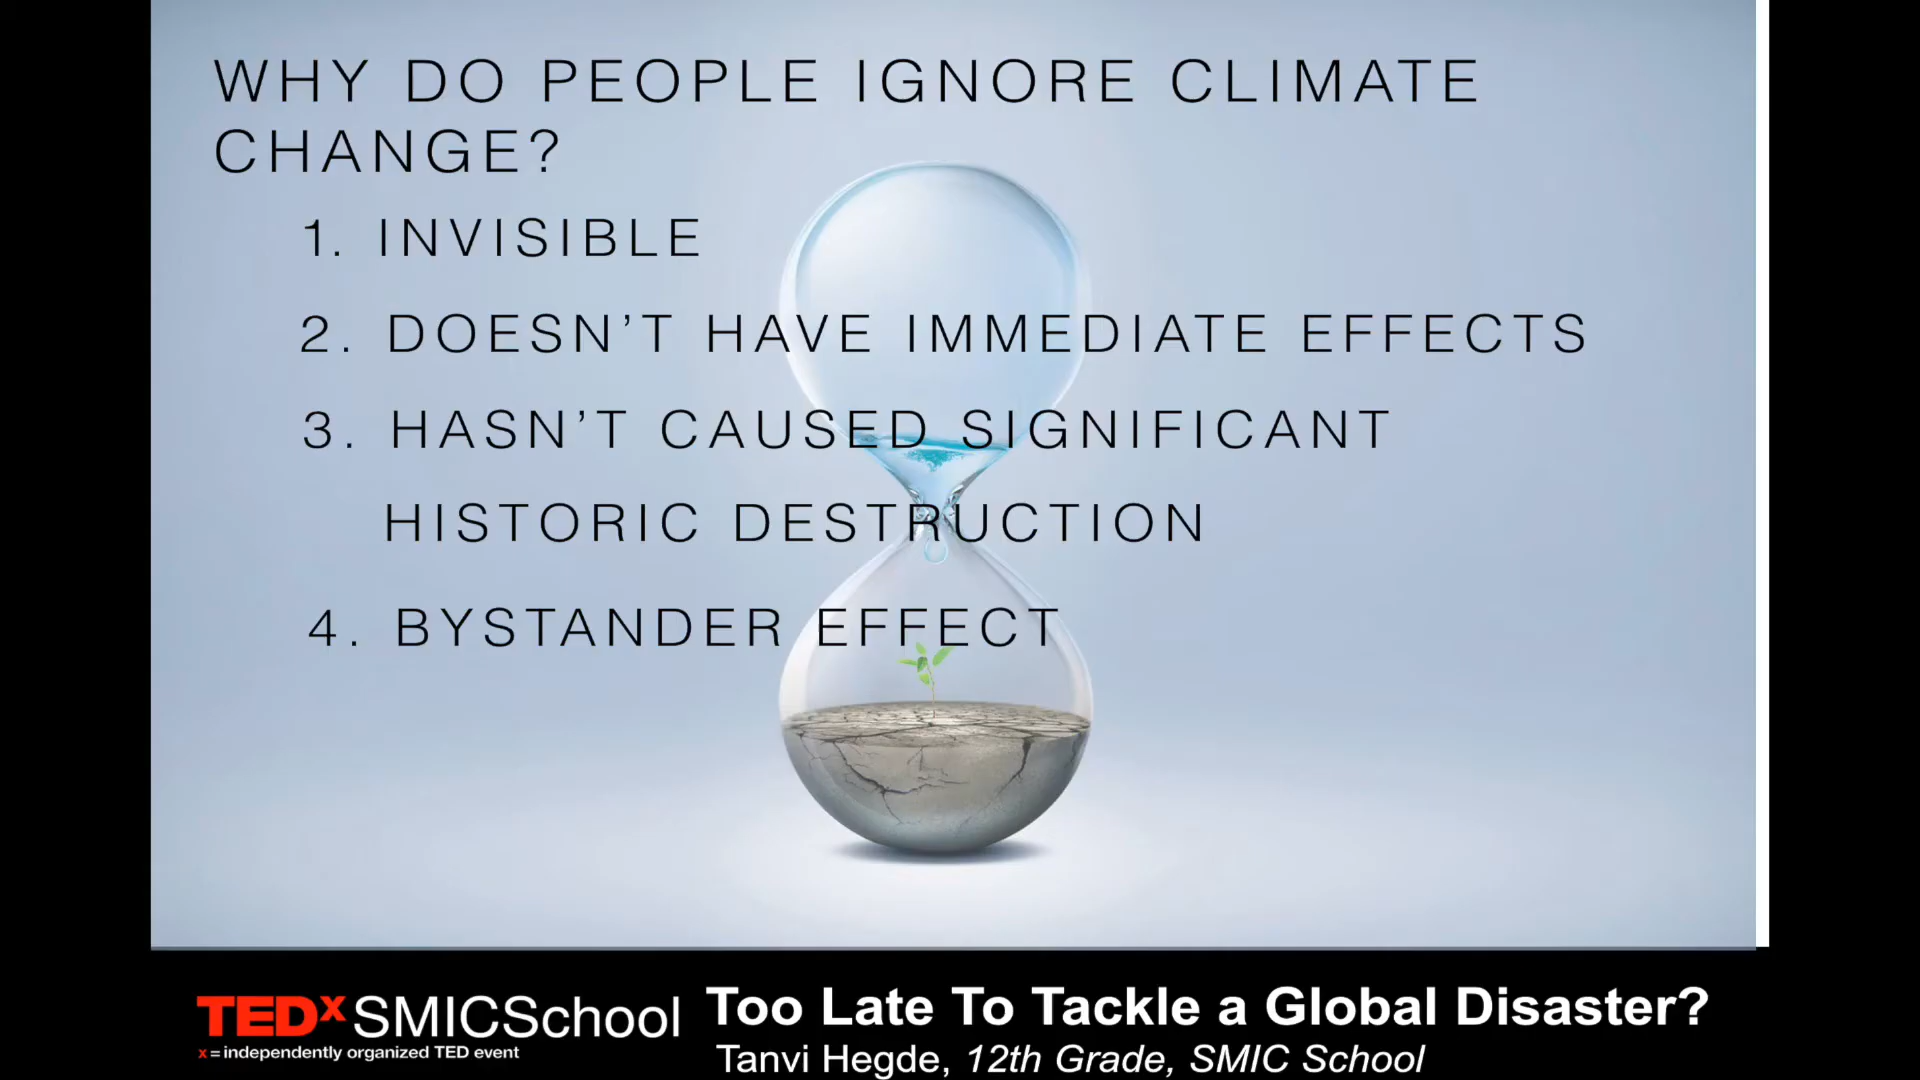 WHY DO PEOPLE IGNORE CLIMATE
CHANGE?
1. INVISIBLE
2. DOESN’T HAVE IMMEDIATE EFFECTS
3. HASN’T CAUSED SIGNIFICANT
HISTORIC DESTRUCTION
4. BYSTANDER EFFECT
TEDxSMICSchool
x = independently organized TED event
Too Late To Tackle a Global Disaster?
Tanvi Hegde, 12th Grade, SMIC School